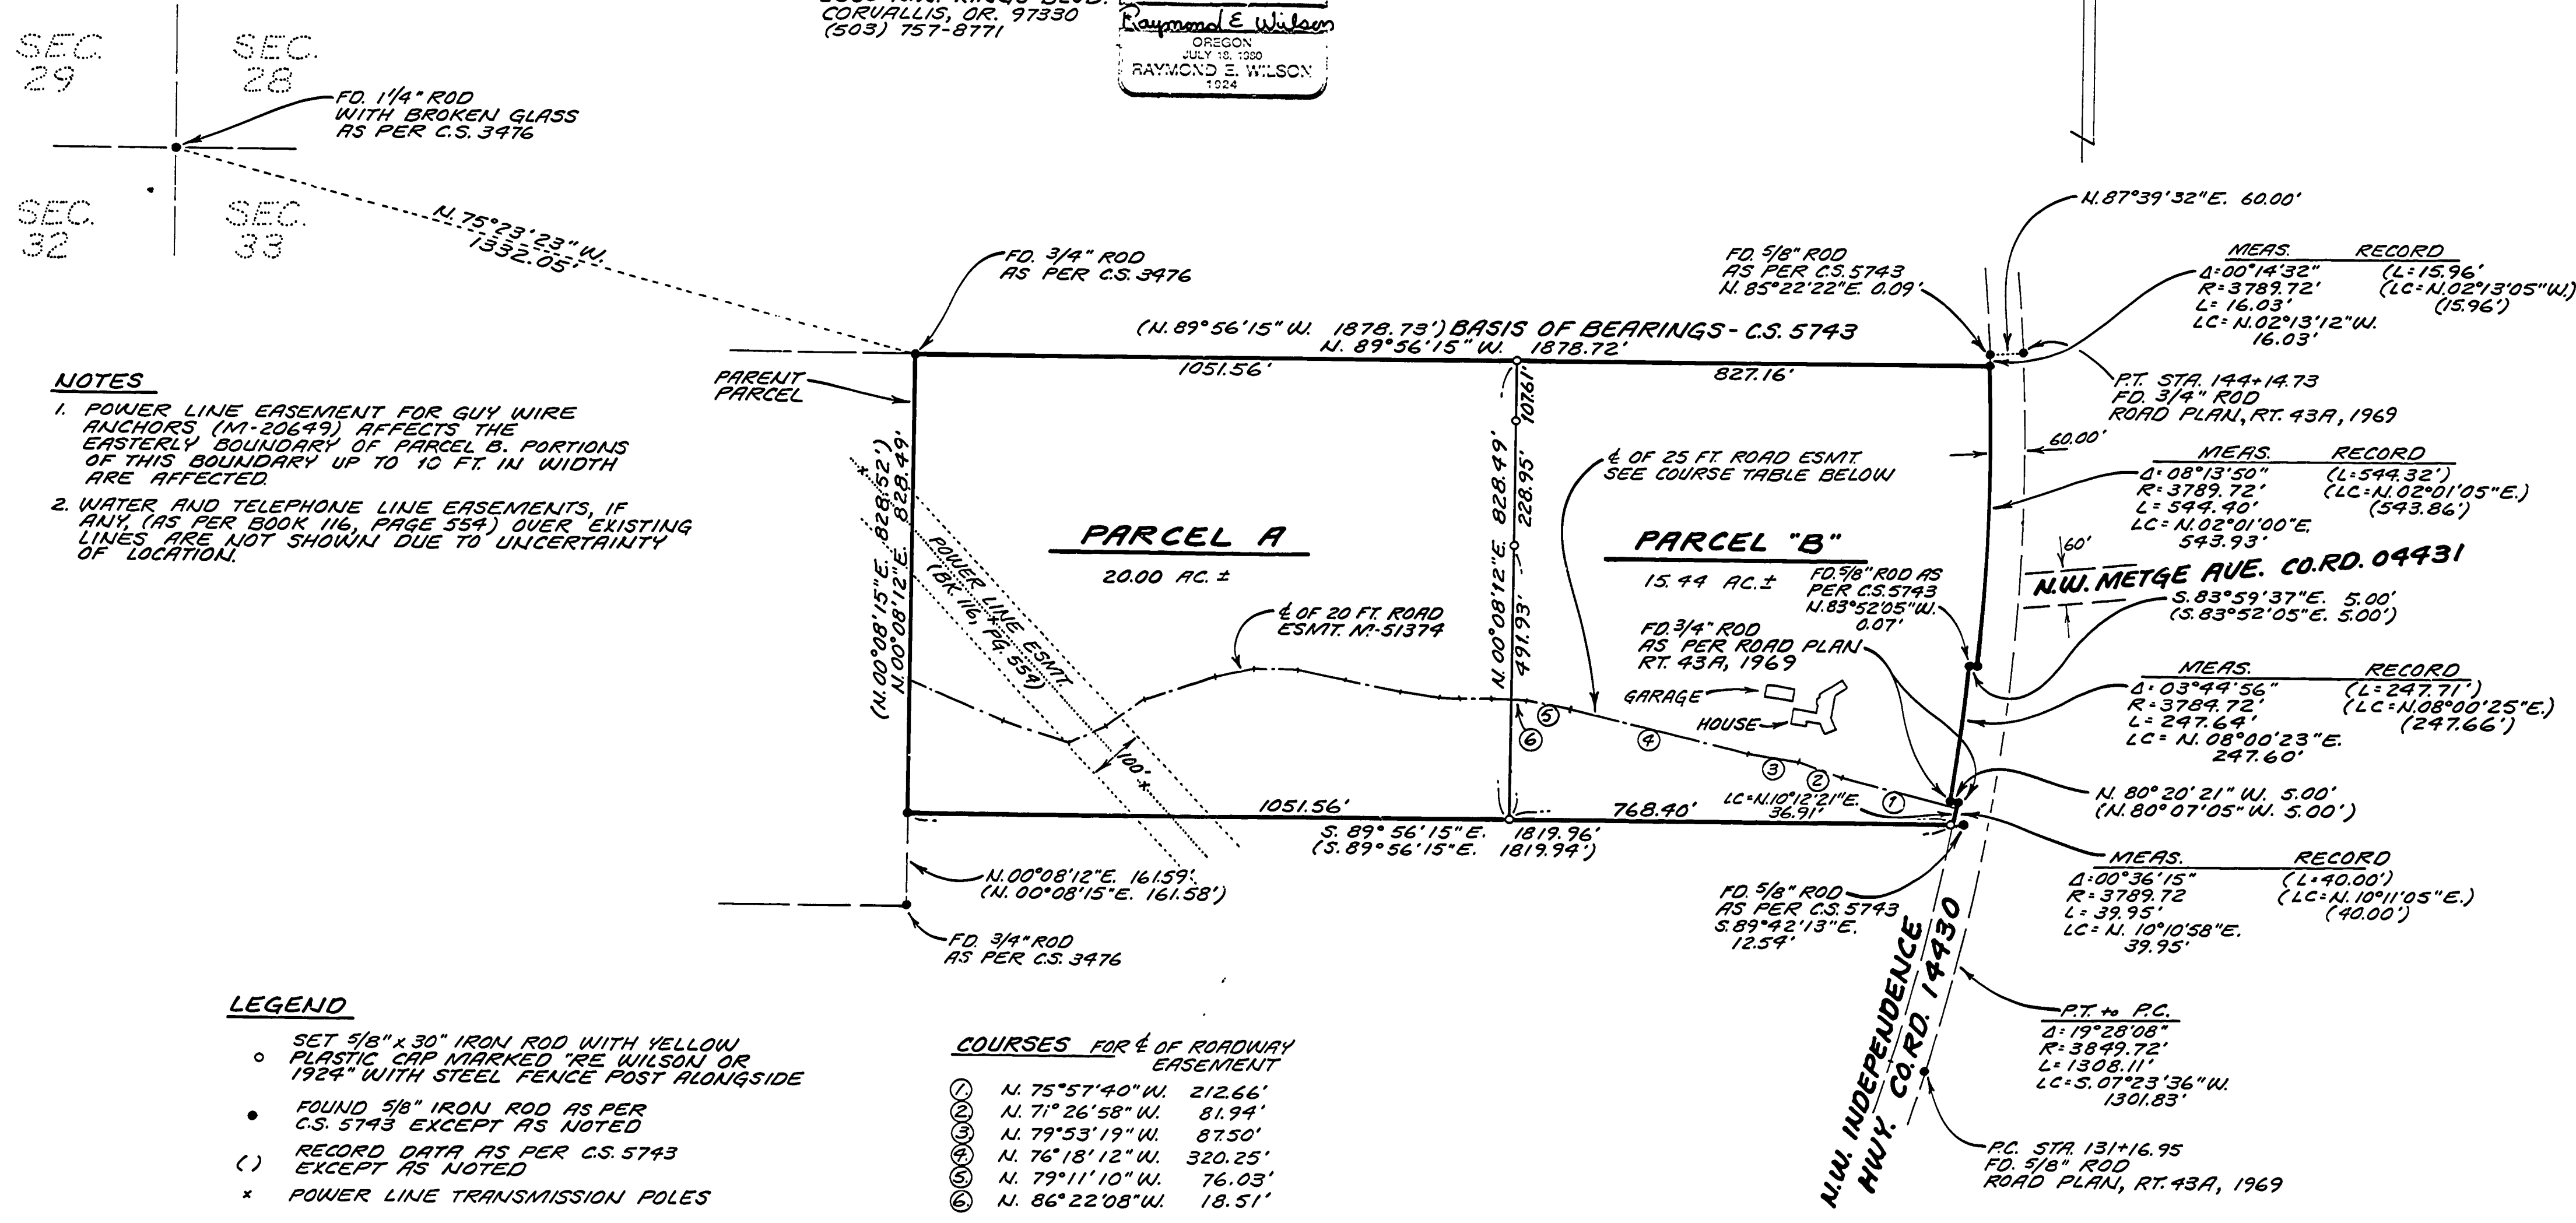 CORVALLIS, OR. 97330
(503) 757-8771
Raymond E Wilson
OREGON
JULY 18, 1980
RAYMOND E. WILSON
1924
SEC. 29
SEC. 28
SEC. 32
SEC. 33
FD. 1 1/4" ROD
WITH BROKEN GLASS
AS PER C.S. 3476
N. 75°23'23" W.
1332.05'
FD. 3/4" ROD
AS PER C.S. 3476
(N. 89°56'15" W. 1878.73') BASIS OF BEARINGS - C.S. 5743
N. 89°56'15" W. 1878.72'
1051.56'
827.16'
FD. 5/8" ROD
AS PER C.S. 5743
N. 85°22'22"E. 0.09'
N. 87°39'32"E. 60.00'
MEAS. RECORD
Δ=00°14'32" (L=15.96'
R=3789.72' (LC=N.02°13'05"W.)
L= 16.03' (15.96')
LC= N.02°13'12"W.
16.03'
P.T. STA. 144+14.73
FD. 3/4" ROD
ROAD PLAN, RT. 43A, 1969
60.00'
NOTES
1. POWER LINE EASEMENT FOR GUY WIRE
ANCHORS (M-20649) AFFECTS THE
EASTERLY BOUNDARY OF PARCEL B. PORTIONS
OF THIS BOUNDARY UP TO 10 FT. IN WIDTH
ARE AFFECTED.
2. WATER AND TELEPHONE LINE EASEMENTS, IF
ANY, (AS PER BOOK 116, PAGE 554) OVER EXISTING
LINES ARE NOT SHOWN DUE TO UNCERTAINTY
OF LOCATION.
PARENT
PARCEL
(N.00°08'15"E. 828.52')
N.00°08'12"E. 828.49'
POWER LINE ESMT.
(BK. 116, PG. 554)
100'
PARCEL A
20.00 AC. ±
℄ OF 20 FT. ROAD
ESMT. M-51374
N.00°08'12"E. 828.49'
107.61'
228.95'
491.93'
℄ OF 25 FT. ROAD ESMT.
SEE COURSE TABLE BELOW
PARCEL "B"
15.44 AC.±
FD. 5/8" ROD AS
PER C.S. 5743
N.83°52'05"W.
0.07'
FD. 3/4" ROD
AS PER ROAD PLAN
RT. 43A, 1969
GARAGE
HOUSE
6
5
4
3
2
1
MEAS. RECORD
Δ= 08°13'50" (L=544.32')
R=3789.72' (LC=N.02°01'05"E.)
L= 544.40' (543.86')
LC= N.02°01'00"E.
543.93'
60'
N.W. METGE AVE. CO.RD. 04431
S. 83°59'37"E. 5.00'
(S.83°52'05"E. 5.00')
MEAS. RECORD
Δ= 03°44'56" (L=247.71')
R=3784.72' (LC=N.08°00'25"E.)
L= 247.64' (247.66')
LC= N. 08°00'23"E.
247.60'
N. 80°20'21" W. 5.00'
(N. 80°07'05"W. 5.00')
MEAS. RECORD
Δ=00°36'15" (L=40.00')
R=3789.72 (LC=N.10°11'05"E.)
L= 39.95' (40.00')
LC= N. 10°10'58"E.
39.95'
1051.56'
768.40'
LC=N.10°12'21"E.
36.91'
S. 89°56'15"E. 1819.96'
(S. 89°56'15"E. 1819.94')
N.00°08'12"E. 161.59'
(N. 00°08'15"E. 161.58')
FD. 3/4" ROD
AS PER C.S. 3476
FD. 5/8" ROD
AS PER C.S. 5743
S.89°42'13"E.
12.54'
N.W. INDEPENDENCE
HWY. CO.RD. 14430
P.T. to P.C.
Δ=19°28'08"
R=3849.72'
L=1308.11'
LC=S.07°23'36"W.
1301.83'
P.C. STA. 131+16.95
FD. 5/8" ROD
ROAD PLAN, RT. 43A, 1969
LEGEND
SET 5/8" x 30" IRON ROD WITH YELLOW
PLASTIC CAP MARKED "RE WILSON OR
1924" WITH STEEL FENCE POST ALONGSIDE
FOUND 5/8" IRON ROD AS PER
C.S. 5743 EXCEPT AS NOTED
( ) RECORD DATA AS PER C.S. 5743
EXCEPT AS NOTED
x POWER LINE TRANSMISSION POLES
COURSES FOR ℄ OF ROADWAY
EASEMENT
1. N. 75°57'40" W. 212.66'
2. N. 71°26'58" W. 81.94'
3. N. 79°53'19" W. 87.50'
4. N. 76°18'12" W. 320.25'
5. N. 79°11'10" W. 76.03'
6. N. 86°22'08" W. 18.51'